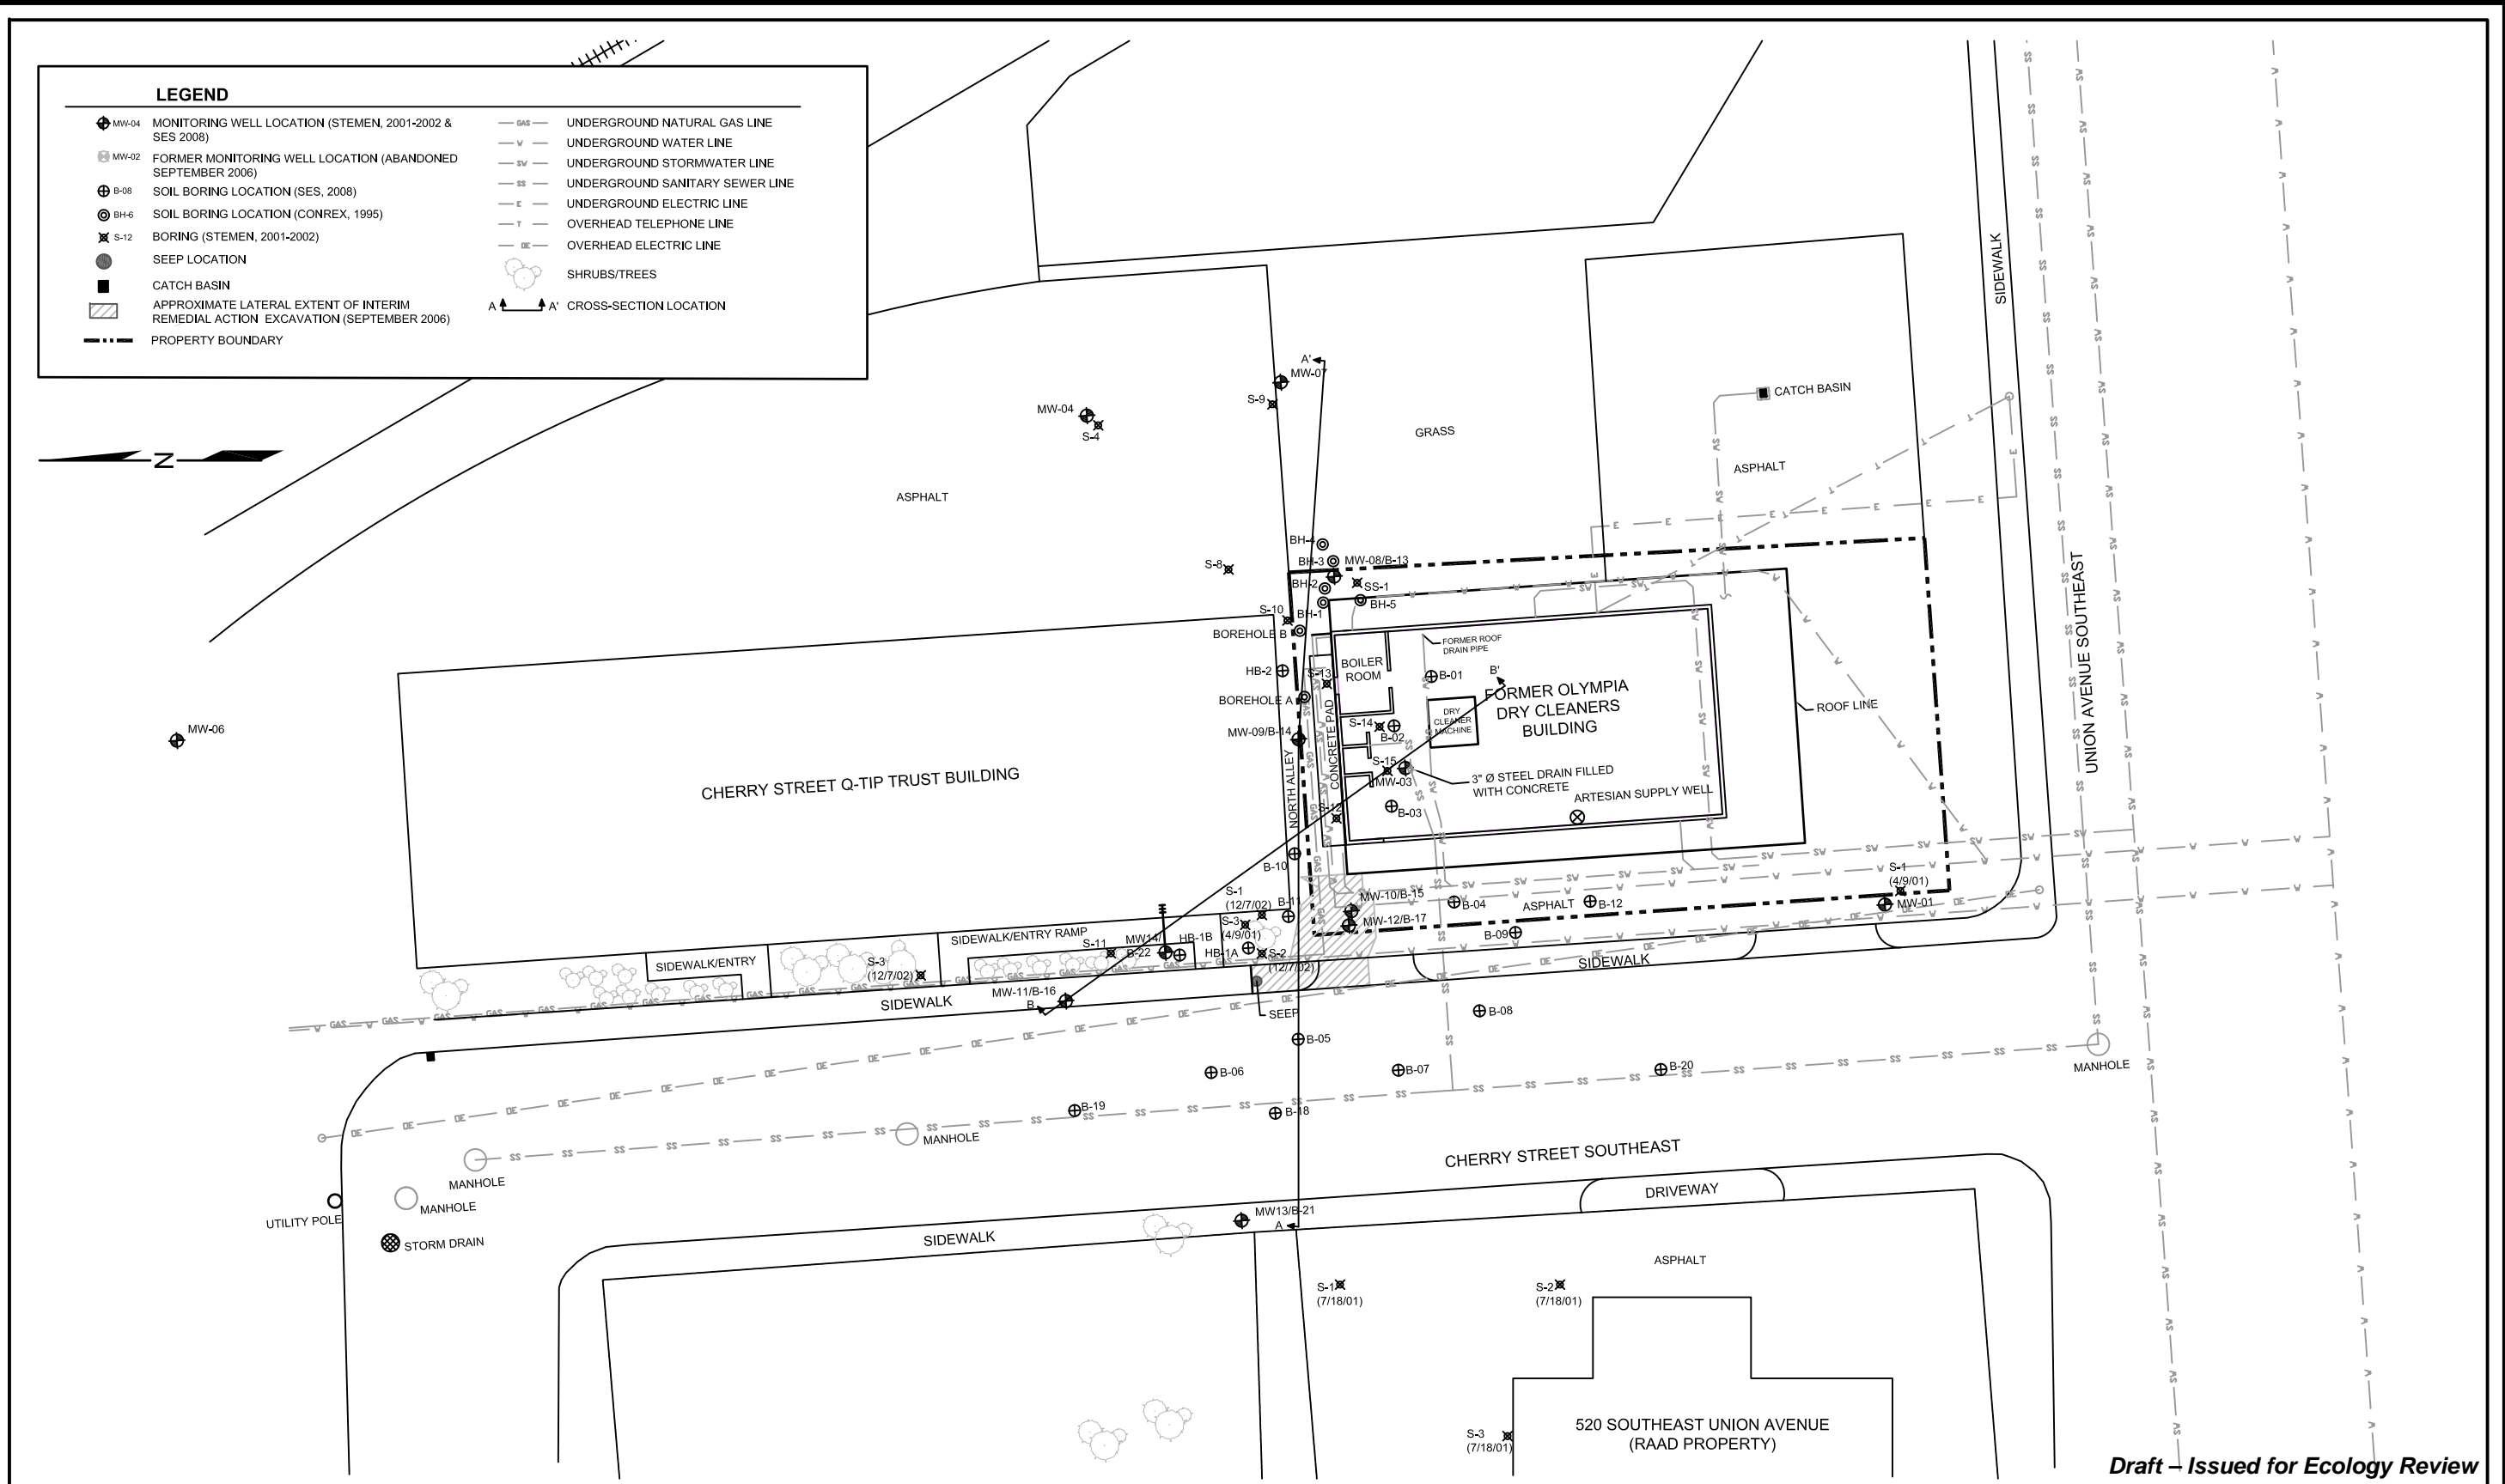 LEGEND
MW-04 MONITORING WELL LOCATION (STEMEN, 2001-2002 &
SES 2008)
MW-02 FORMER MONITORING WELL LOCATION (ABANDONED
SEPTEMBER 2006)
B-08 SOIL BORING LOCATION (SES, 2008)
BH-6 SOIL BORING LOCATION (CONREX, 1995)
S-12 BORING (STEMEN, 2001-2002)
SEEP LOCATION
CATCH BASIN
APPROXIMATE LATERAL EXTENT OF INTERIM
REMEDIAL ACTION EXCAVATION (SEPTEMBER 2006)
PROPERTY BOUNDARY
GAS UNDERGROUND NATURAL GAS LINE
W UNDERGROUND WATER LINE
SW UNDERGROUND STORMWATER LINE
SS UNDERGROUND SANITARY SEWER LINE
E UNDERGROUND ELECTRIC LINE
T OVERHEAD TELEPHONE LINE
OE OVERHEAD ELECTRIC LINE
SHRUBS/TREES
A A' CROSS-SECTION LOCATION
N
A'
MW-07
S-9
MW-04
S-4
GRASS
ASPHALT
CATCH BASIN
ASPHALT
SIDEWALK
UNION AVENUE SOUTHEAST
BH-4
BH-3
MW-08/B-13
S-8
BH-2
SS-1
BH-1
BH-5
S-10
BOREHOLE B
HB-2
S-13
BOREHOLE A
MW-09/B-14
BOILER
ROOM
FORMER ROOF
DRAIN PIPE
B-01
B'
FORMER OLYMPIA
DRY CLEANERS
BUILDING
DRY
CLEANER
MACHINE
ROOF LINE
S-14
B-02
S-15
MW-03
3" Ø STEEL DRAIN FILLED
WITH CONCRETE
ARTESIAN SUPPLY WELL
B-03
S-12
CONCRETE PAD
NORTH ALLEY
MW-06
CHERRY STREET Q-TIP TRUST BUILDING
B-10
S-1
(12/7/02)
B-11
S-3
(4/9/01)
MW-10/B-15
MW-12/B-17
B-04
ASPHALT
B-12
S-1
(4/9/01)
MW-01
B-09
SIDEWALK/ENTRY RAMP
SIDEWALK/ENTRY
S-11
MW14/
B-22
HB-1B
HB-1A
S-2
(12/7/02)
S-3
(12/7/02)
MW-11/B-16
B
SIDEWALK
SIDEWALK
SEEP
B-05
B-06
B-07
B-08
B-20
MANHOLE
B-19
B-18
MANHOLE
MANHOLE
MANHOLE
UTILITY POLE
STORM DRAIN
CHERRY STREET SOUTHEAST
DRIVEWAY
MW13/B-21
A
SIDEWALK
ASPHALT
S-1
(7/18/01)
S-2
(7/18/01)
S-3
(7/18/01)
520 SOUTHEAST UNION AVENUE
(RAAD PROPERTY)
Draft – Issued for Ecology Review